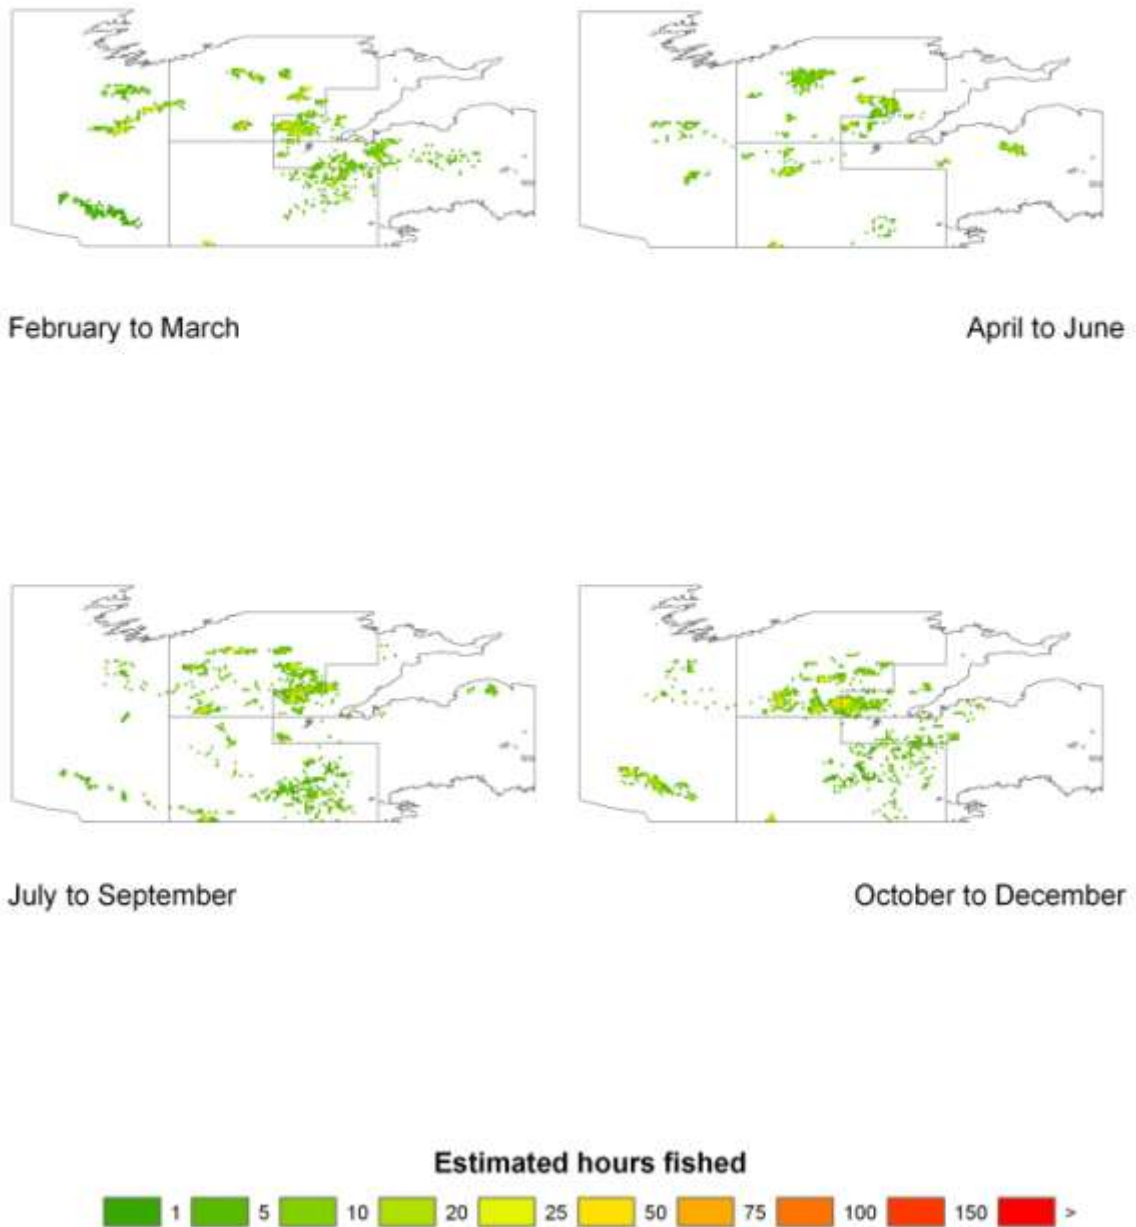 February to March
April to June
July to September
October to December
Estimated hours fished
1 5 10 20 25 50 75 100 150 >